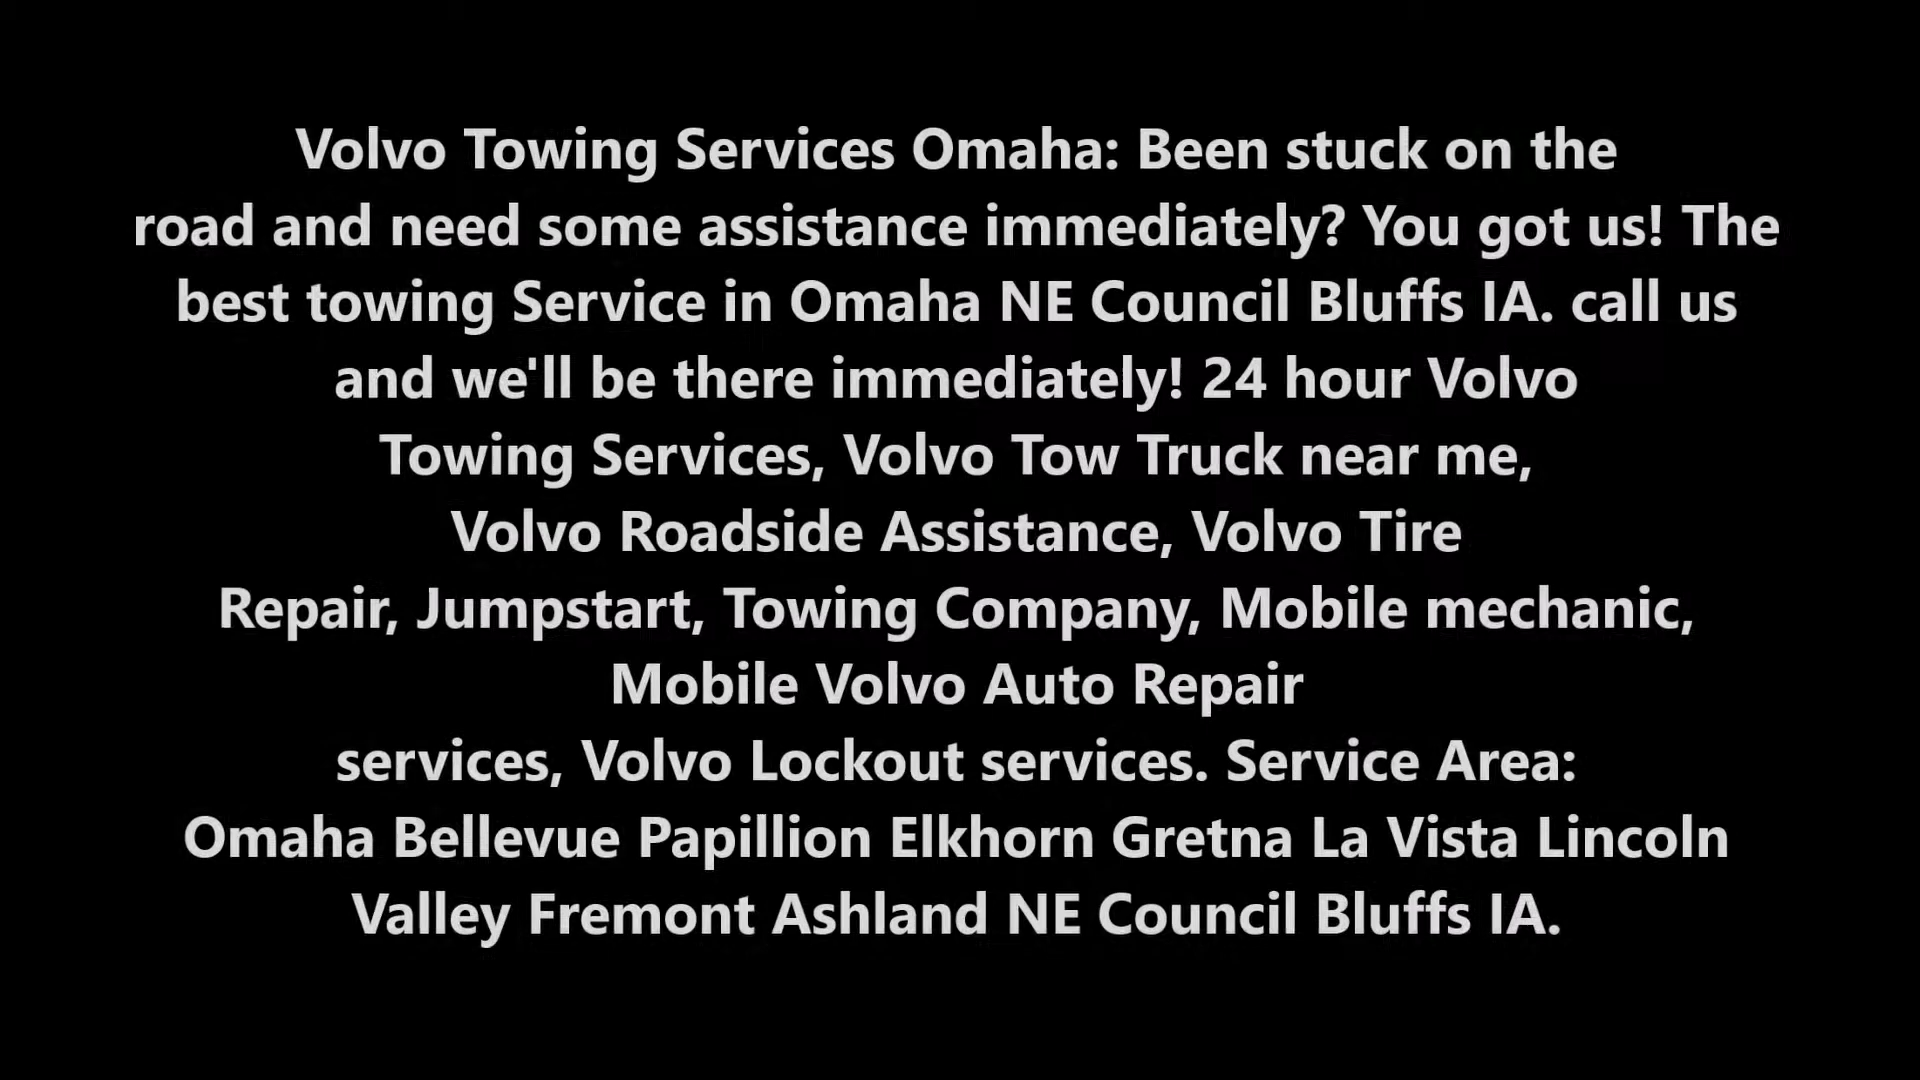 Volvo Towing Services Omaha: Been stuck on the
road and need some assistance immediately? You got us! The
best towing Service in Omaha NE Council Bluffs IA. call us
and we'll be there immediately! 24 hour Volvo
Towing Services, Volvo Tow Truck near me,
Volvo Roadside Assistance, Volvo Tire
Repair, Jumpstart, Towing Company, Mobile mechanic,
Mobile Volvo Auto Repair
services, Volvo Lockout services. Service Area:
Omaha Bellevue Papillion Elkhorn Gretna La Vista Lincoln
Valley Fremont Ashland NE Council Bluffs IA.